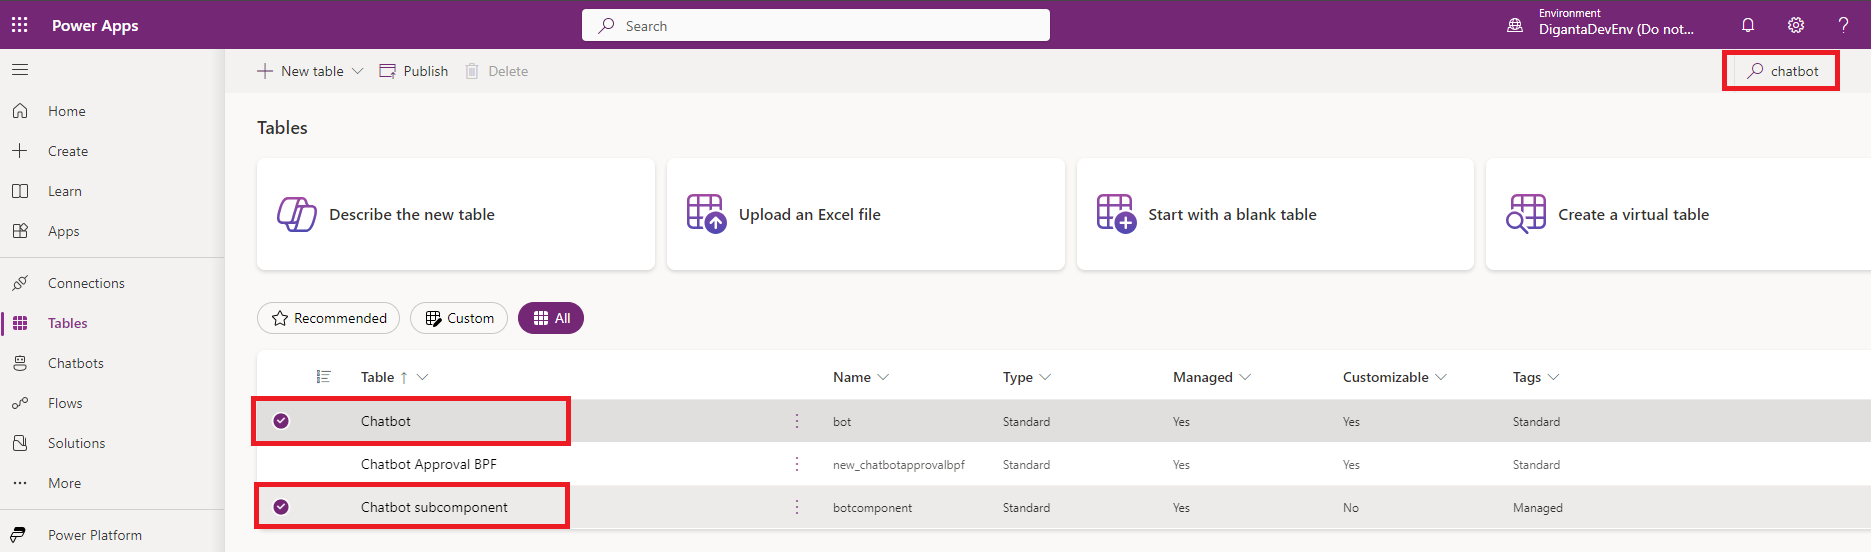 Power Apps
Search
Environment
DigantaDevEnv (Do not...
New table
Publish
Delete
chatbot
Home
Create
Learn
Apps
Connections
Tables
Chatbots
Flows
Solutions
More
Power Platform
Tables
Describe the new table
Upload an Excel file
Start with a blank table
Create a virtual table
Recommended
Custom
All
Table ↑ Name Type Managed Customizable Tags
Chatbot bot Standard Yes Yes Standard
Chatbot Approval BPF new_chatbotapprovalbpf Standard Yes Yes Standard
Chatbot subcomponent botcomponent Standard Yes No Managed